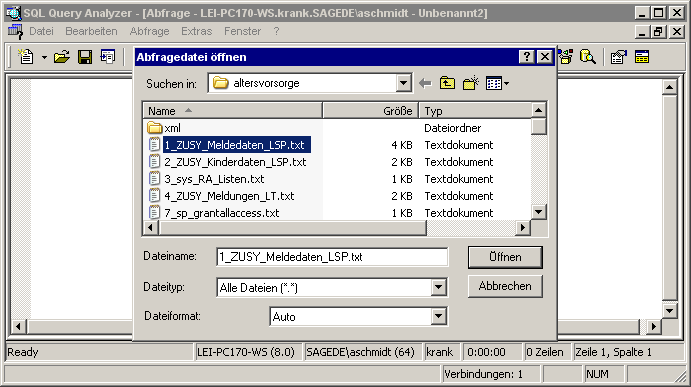 SQL Query Analyzer - [Abfrage - LEI-PC170-WS.krank.SAGEDE\aschmidt - Unbenannt2]
Datei Bearbeiten Abfrage Extras Fenster ?
Abfragedatei öffnen
Suchen in: altersvorsorge
Name Größe Typ
xml Dateiordner
1_ZUSY_Meldedaten_LSP.txt 4 KB Textdokument
2_ZUSY_Kinderdaten_LSP.txt 2 KB Textdokument
3_sys_RA_Listen.txt 1 KB Textdokument
4_ZUSY_Meldungen_LT.txt 2 KB Textdokument
7_sp_grantallaccess.txt 1 KB Textdokument
Dateiname: 1_ZUSY_Meldedaten_LSP.txt Öffnen
Dateityp: Alle Dateien (*.*) Abbrechen
Dateiformat: Auto
Ready LEI-PC170-WS (8.0) SAGEDE\aschmidt (64) krank 0:00:00 0 Zeilen Zeile 1, Spalte 1
Verbindungen: 1 NUM